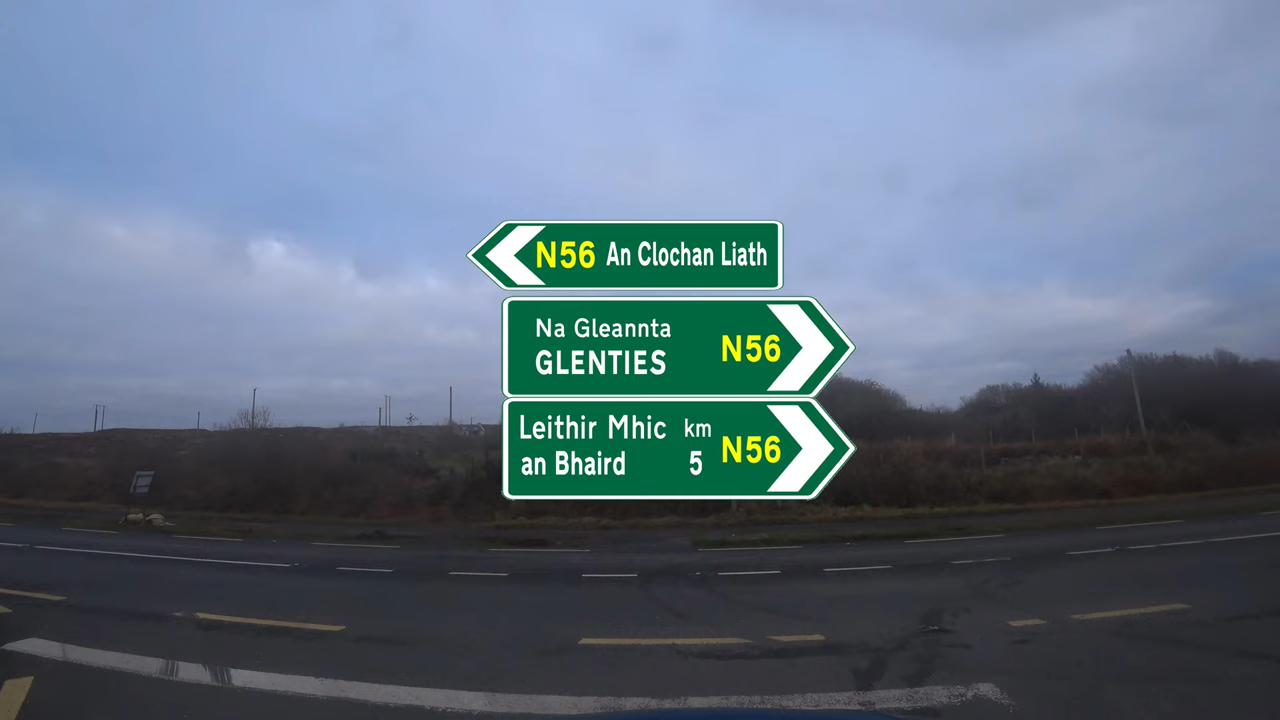 N56 An Clochan Liath
Na Gleannta
GLENTIES N56
Leithir Mhic km
an Bhaird 5 N56